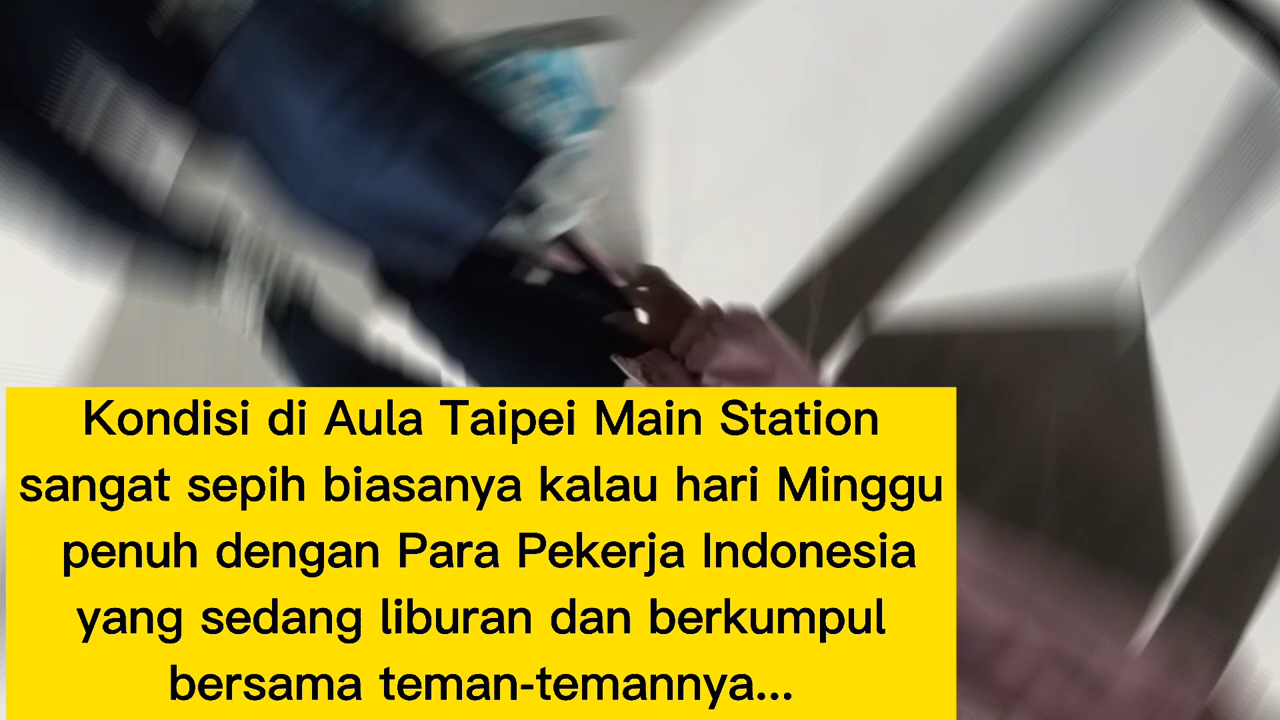 Kondisi di Aula Taipei Main Station
sangat sepih biasanya kalau hari Minggu
penuh dengan Para Pekerja Indonesia
yang sedang liburan dan berkumpul
bersama teman-temannya...